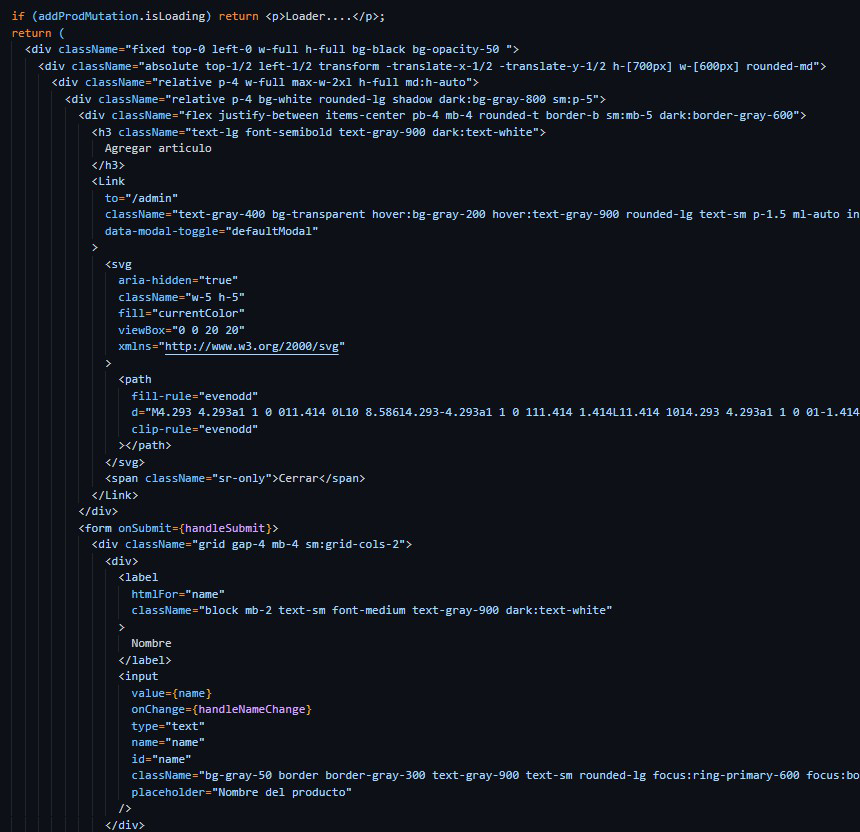 if (addProdMutation.isLoading) return <p>Loader....</p>;
return (
<div className="fixed top-0 left-0 w-full h-full bg-black bg-opacity-50 ">
<div className="absolute top-1/2 left-1/2 transform -translate-x-1/2 -translate-y-1/2 h-[700px] w-[600px] rounded-md">
<div className="relative p-4 w-full max-w-2xl h-full md:h-auto">
<div className="relative p-4 bg-white rounded-lg shadow dark:bg-gray-800 sm:p-5">
<div className="flex justify-between items-center pb-4 mb-4 rounded-t border-b sm:mb-5 dark:border-gray-600">
<h3 className="text-lg font-semibold text-gray-900 dark:text-white">
Agregar articulo
</h3>
<Link
to="/admin"
className="text-gray-400 bg-transparent hover:bg-gray-200 hover:text-gray-900 rounded-lg text-sm p-1.5 ml-auto in
data-modal-toggle="defaultModal"
>
<svg
aria-hidden="true"
className="w-5 h-5"
fill="currentColor"
viewBox="0 0 20 20"
xmlns="http://www.w3.org/2000/svg"
>
<path
fill-rule="evenodd"
d="M4.293 4.293a1 1 0 011.414 0L10 8.586l4.293-4.293a1 1 0 111.414 1.414L11.414 10l4.293 4.293a1 1 0 01-1.414
clip-rule="evenodd"
></path>
</svg>
<span className="sr-only">Cerrar</span>
</Link>
</div>
<form onSubmit={handleSubmit}>
<div className="grid gap-4 mb-4 sm:grid-cols-2">
<div>
<label
htmlFor="name"
className="block mb-2 text-sm font-medium text-gray-900 dark:text-white"
>
Nombre
</label>
<input
value={name}
onChange={handleNameChange}
type="text"
name="name"
id="name"
className="bg-gray-50 border border-gray-300 text-gray-900 text-sm rounded-lg focus:ring-primary-600 focus:bo
placeholder="Nombre del producto"
/>
</div>